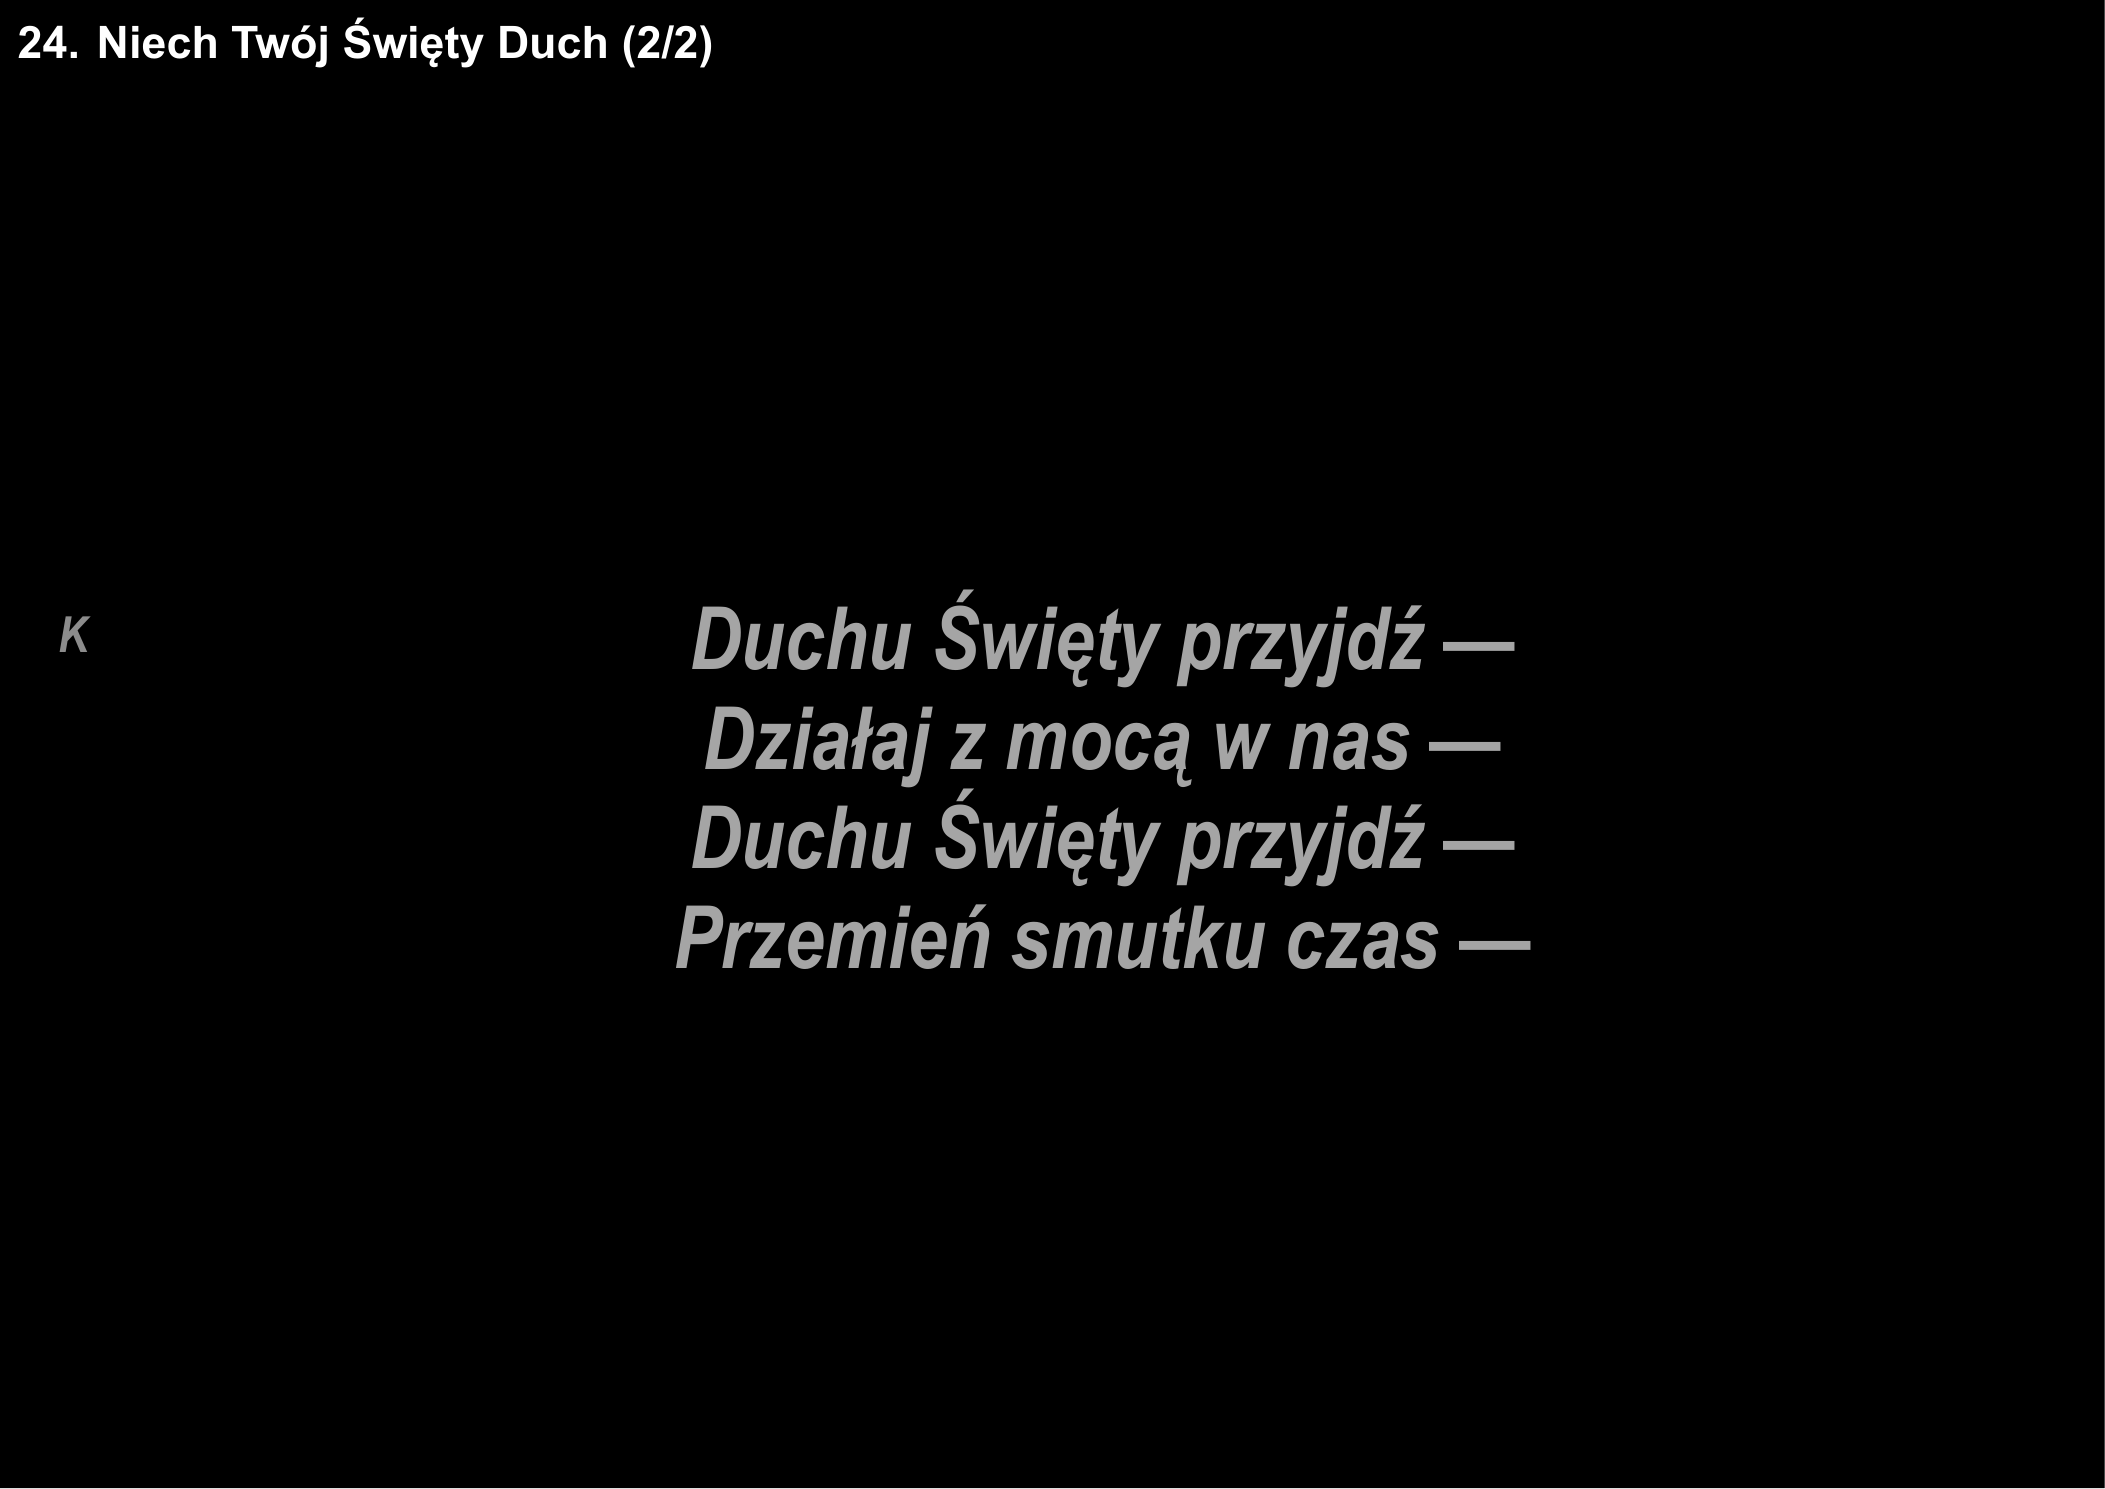 24. Niech Twój Święty Duch (2/2)
K
Duchu Święty przyjdź —
Działaj z mocą w nas —
Duchu Święty przyjdź —
Przemień smutku czas —